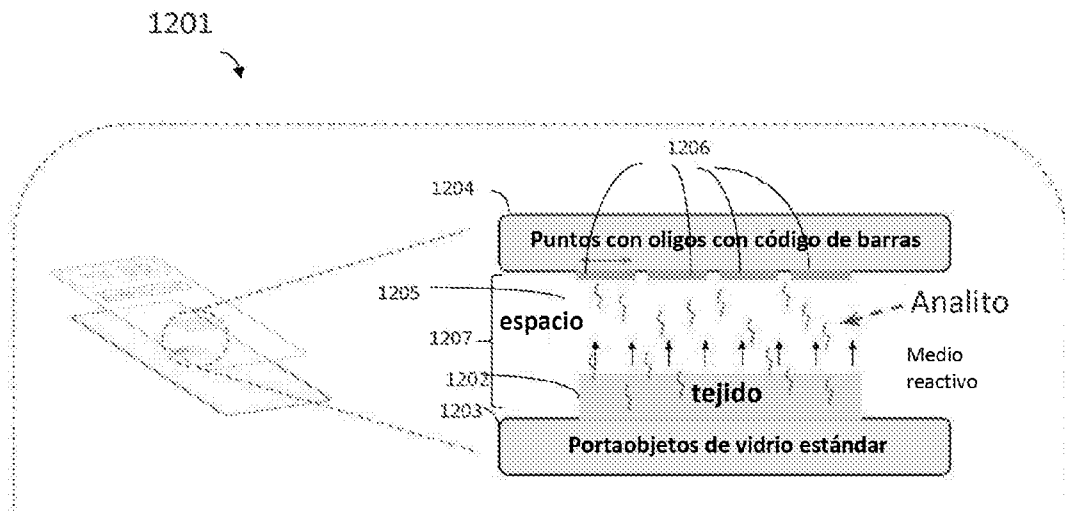 1201
1206
1204
Puntos con oligos con código de barras
1205
espacio
Analito
1207
Medio
reactivo
1202
tejido
1203
Portaobjetos de vidrio estándar